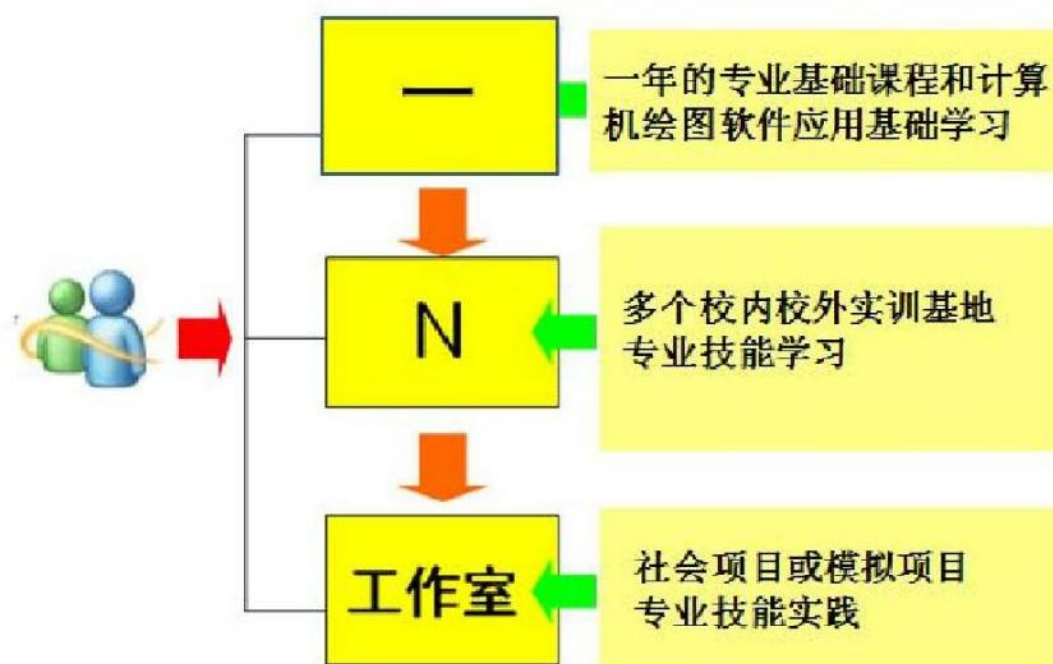 一
一年的专业基础课程和计算
机绘图软件应用基础学习
N
多个校内校外实训基地
专业技能学习
工作室
社会项目或模拟项目
专业技能实践